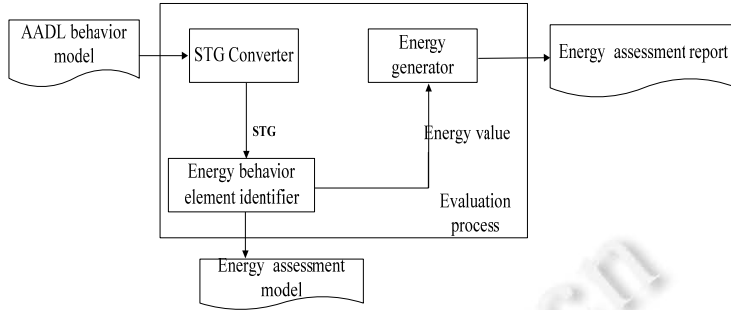 AADL behavior
model
STG Converter
Energy
generator
Energy assessment report
STG
Energy value
Energy behavior
element identifier
Evaluation
process
Energy assessment
model